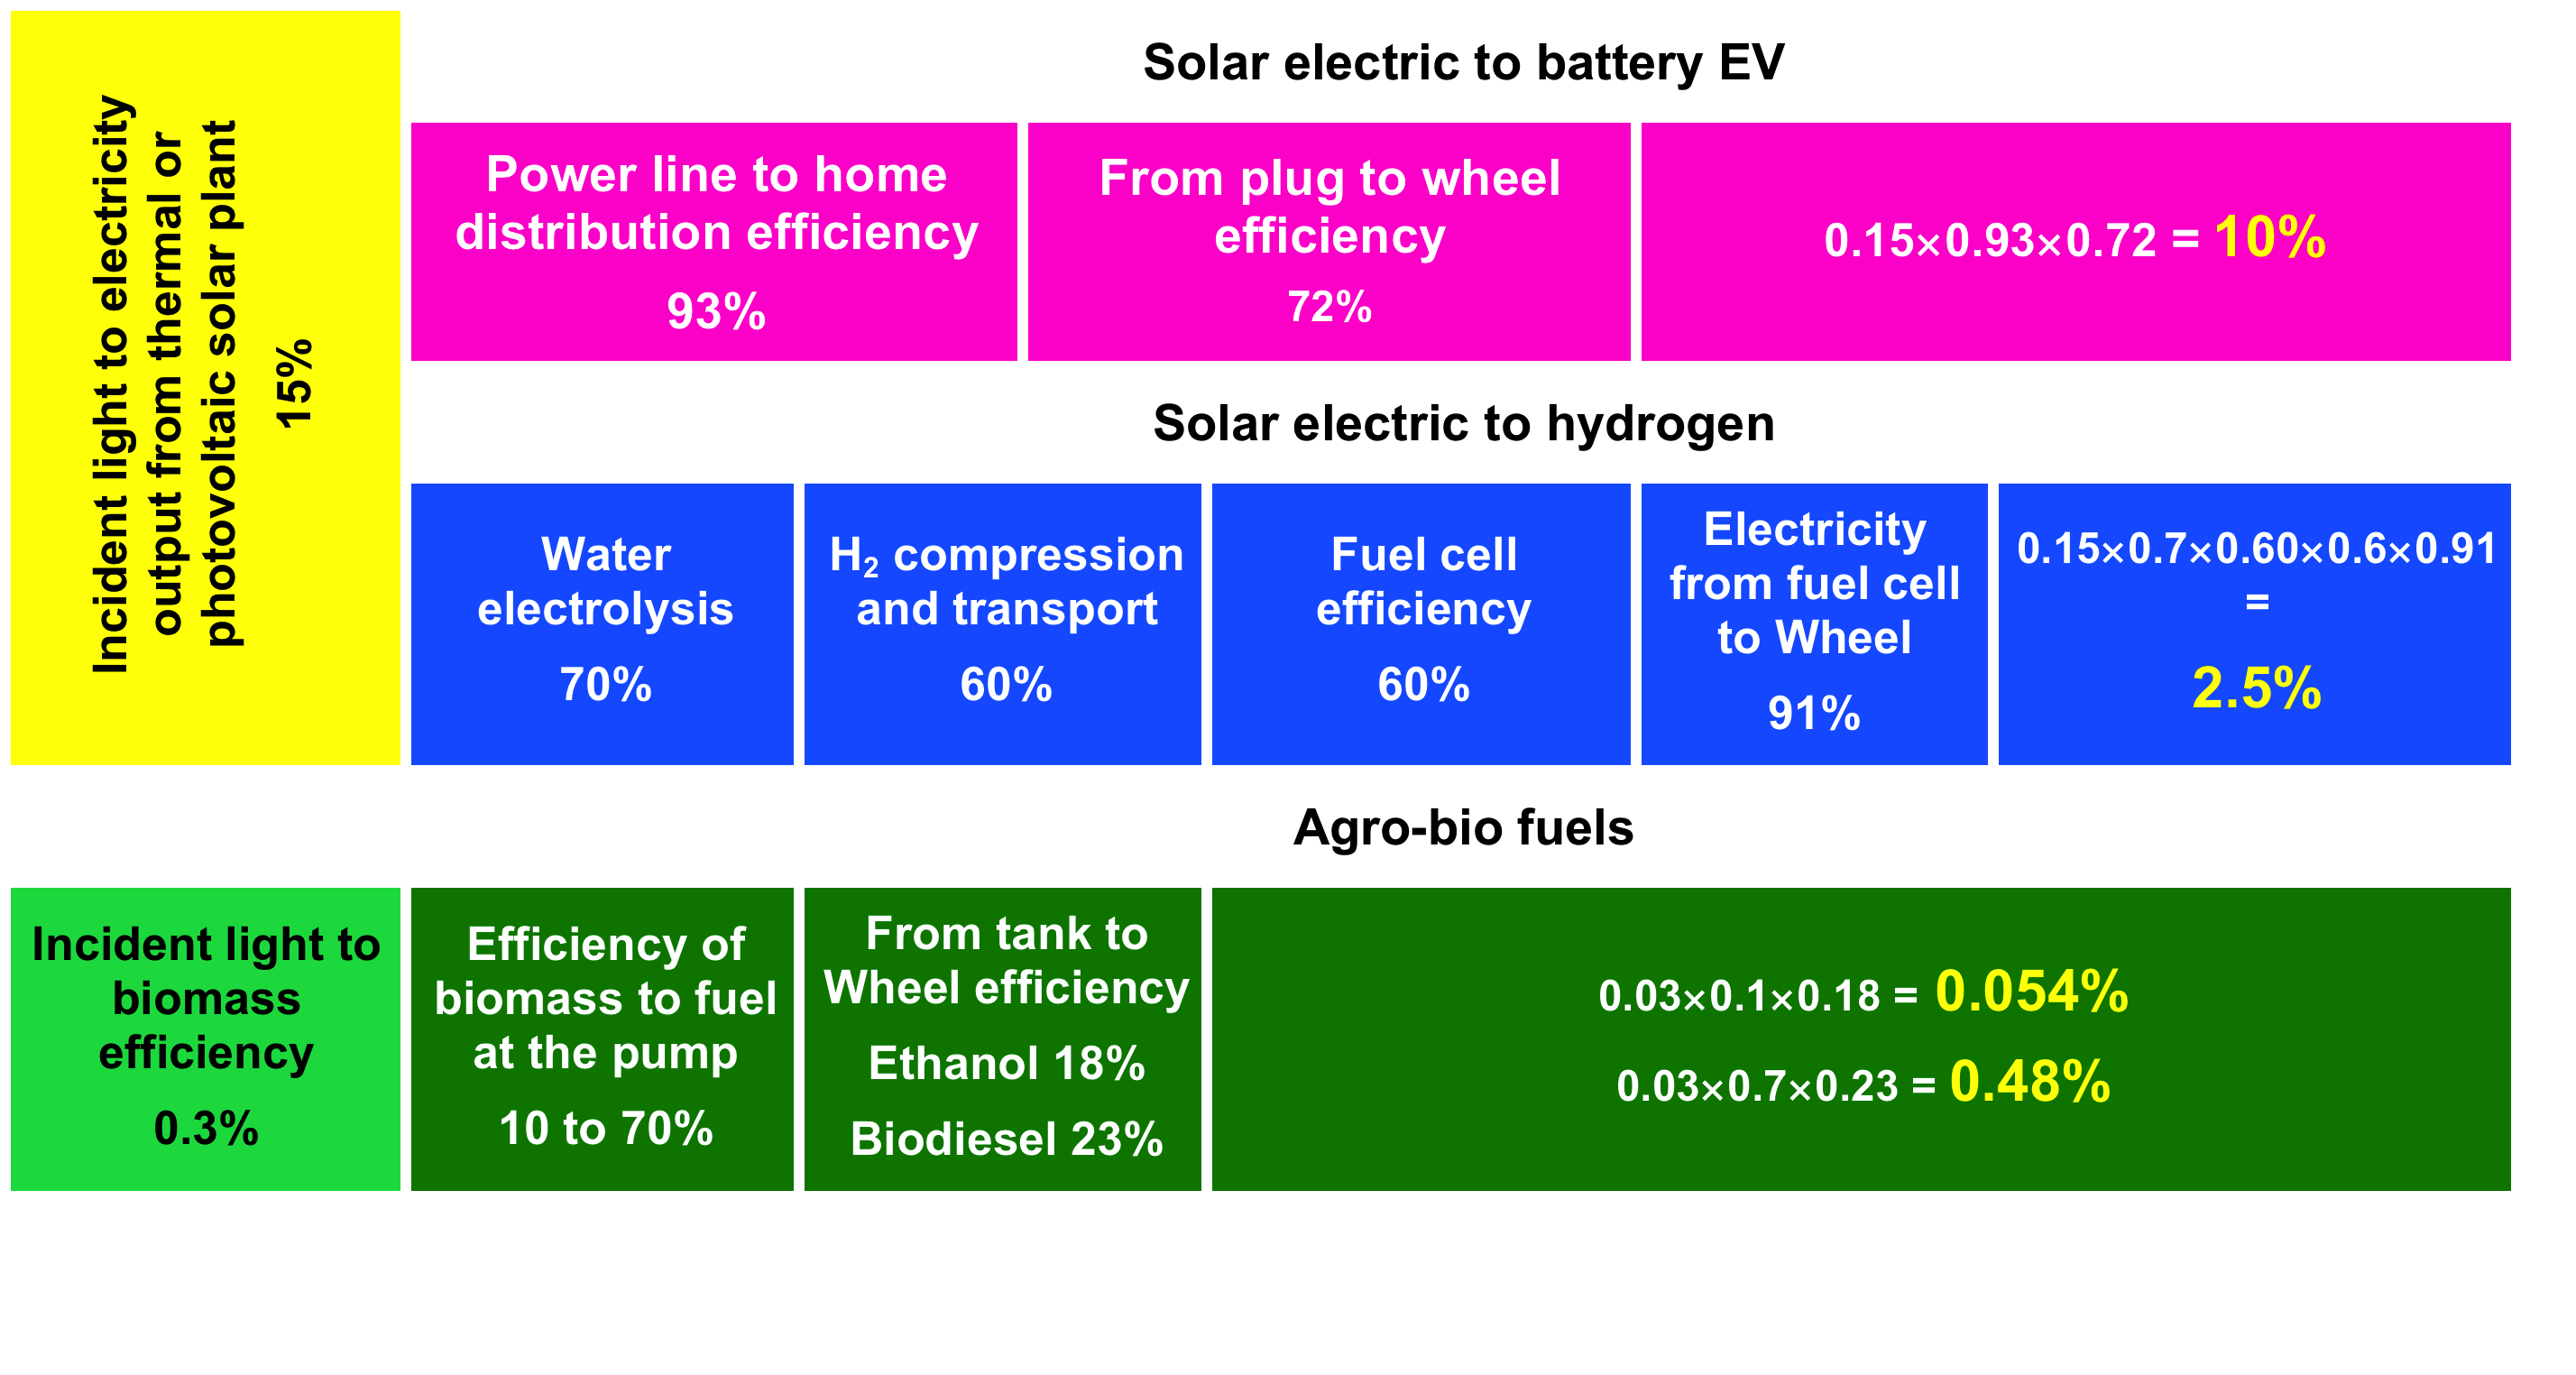 Incident light to electricity
output from thermal or
photovoltaic solar plant
15%
Solar electric to battery EV
Power line to home
distribution efficiency
93%
From plug to wheel
efficiency
72%
0.15×0.93×0.72 = 10%
Solar electric to hydrogen
Water
electrolysis
70%
H₂ compression
and transport
60%
Fuel cell
efficiency
60%
Electricity
from fuel cell
to Wheel
91%
0.15×0.7×0.60×0.6×0.91
=
2.5%
Agro-bio fuels
Incident light to
biomass
efficiency
0.3%
Efficiency of
biomass to fuel
at the pump
10 to 70%
From tank to
Wheel efficiency
Ethanol 18%
Biodiesel 23%
0.03×0.1×0.18 = 0.054%
0.03×0.7×0.23 = 0.48%